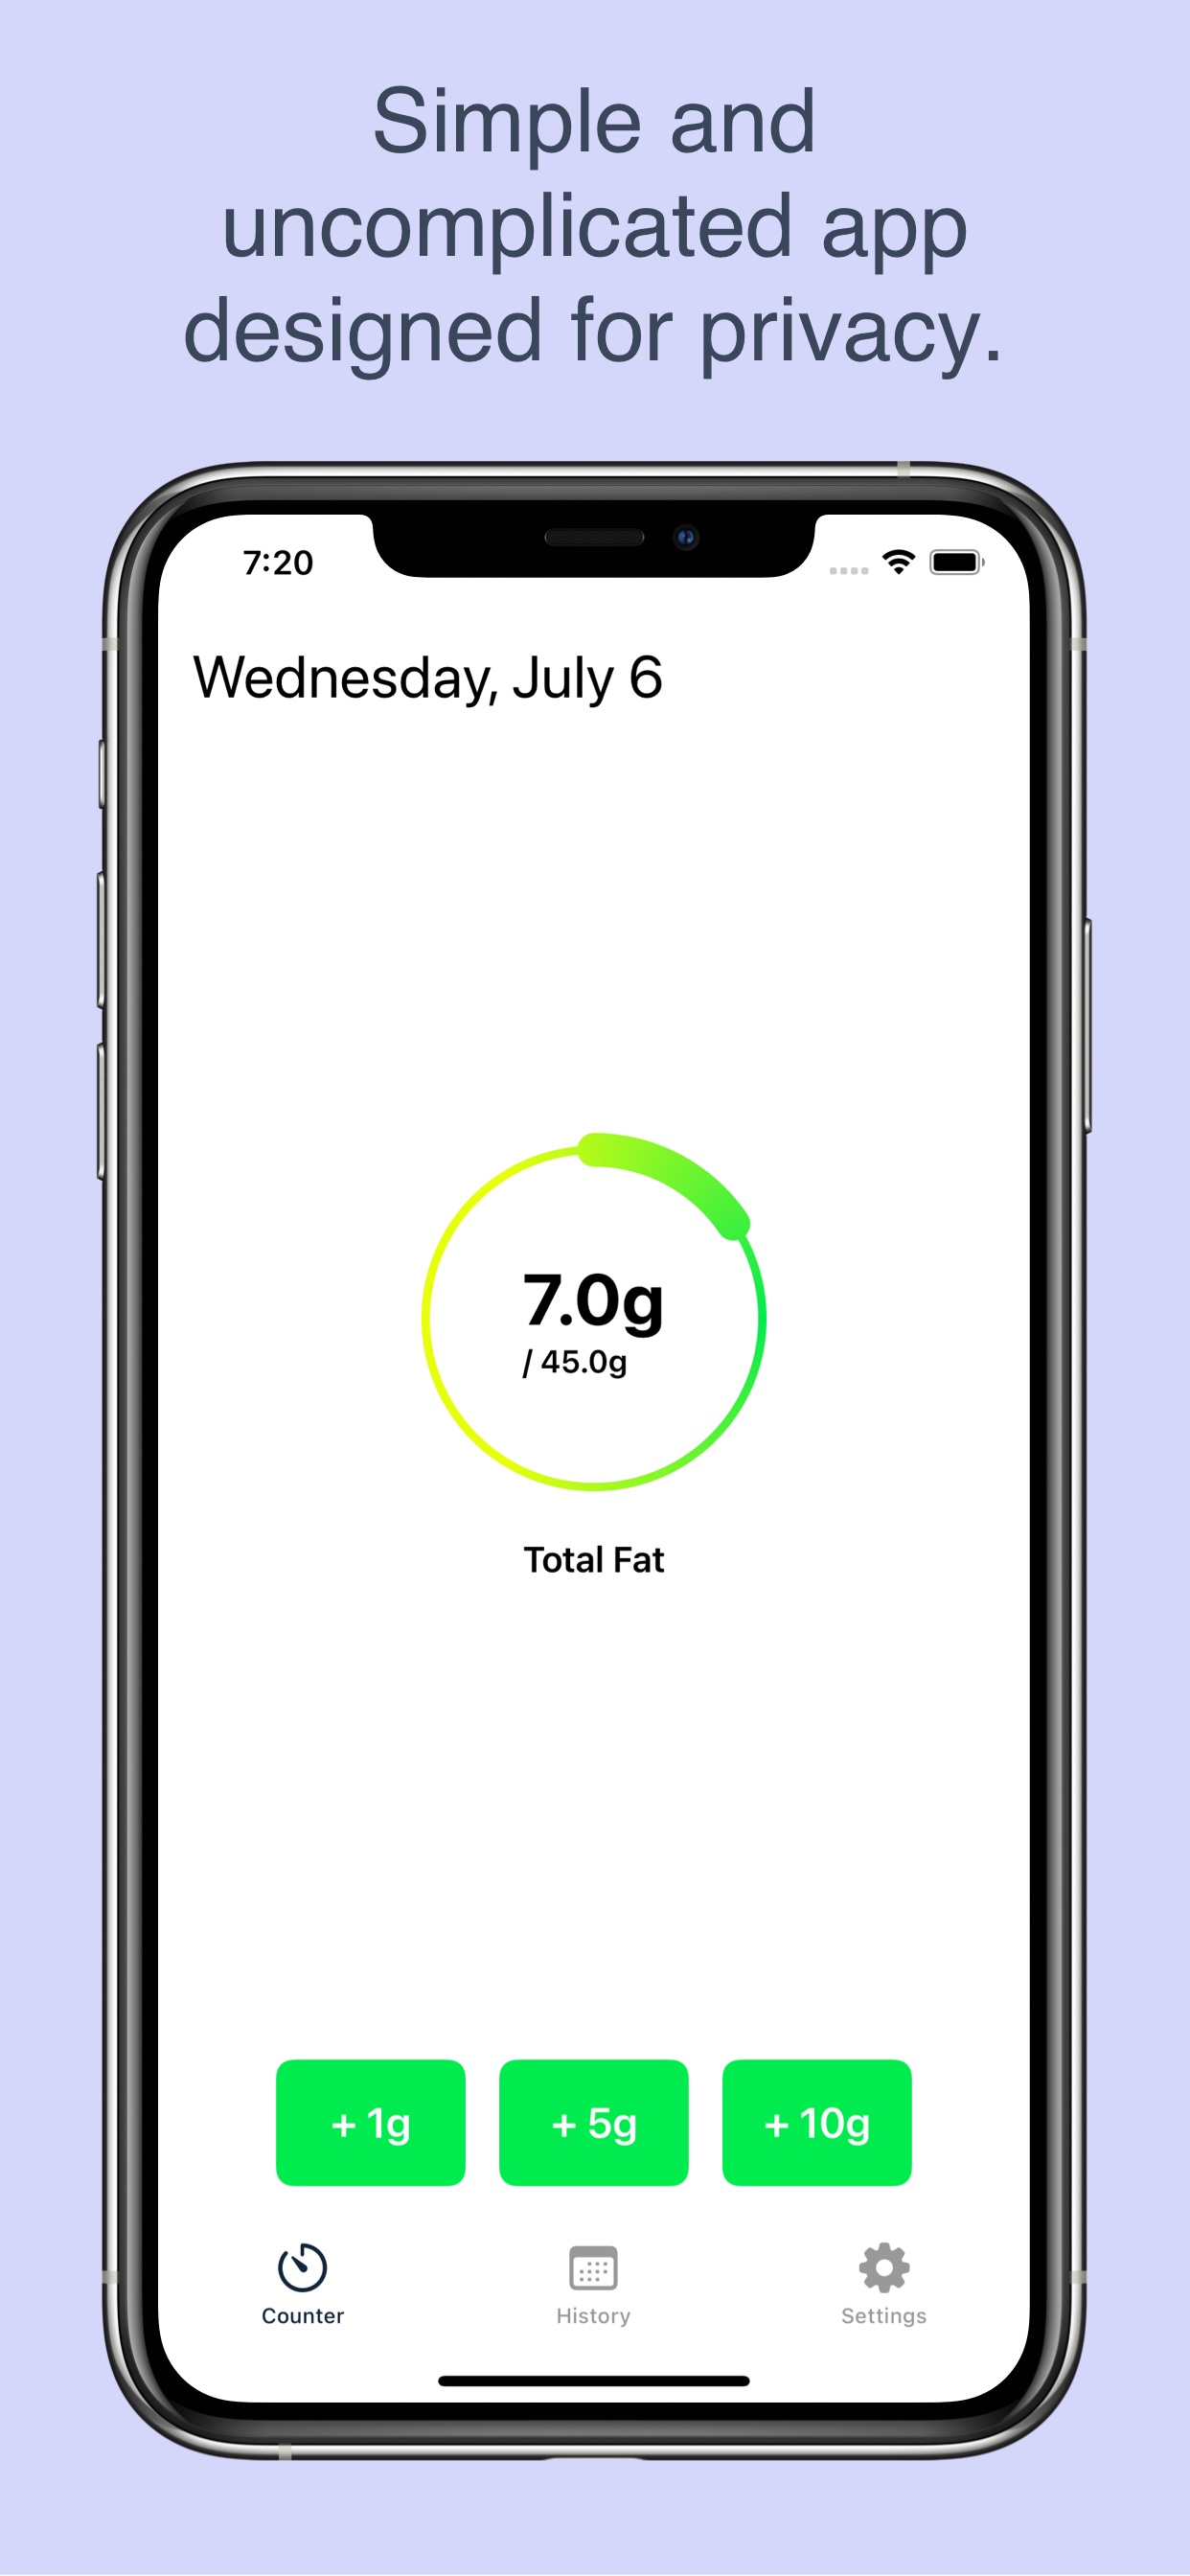 Simple and
uncomplicated app
designed for privacy.
7:20
Wednesday, July 6
7.0g
/ 45.0g
Total Fat
+ 1g
+ 5g
+ 10g
Counter
History
Settings